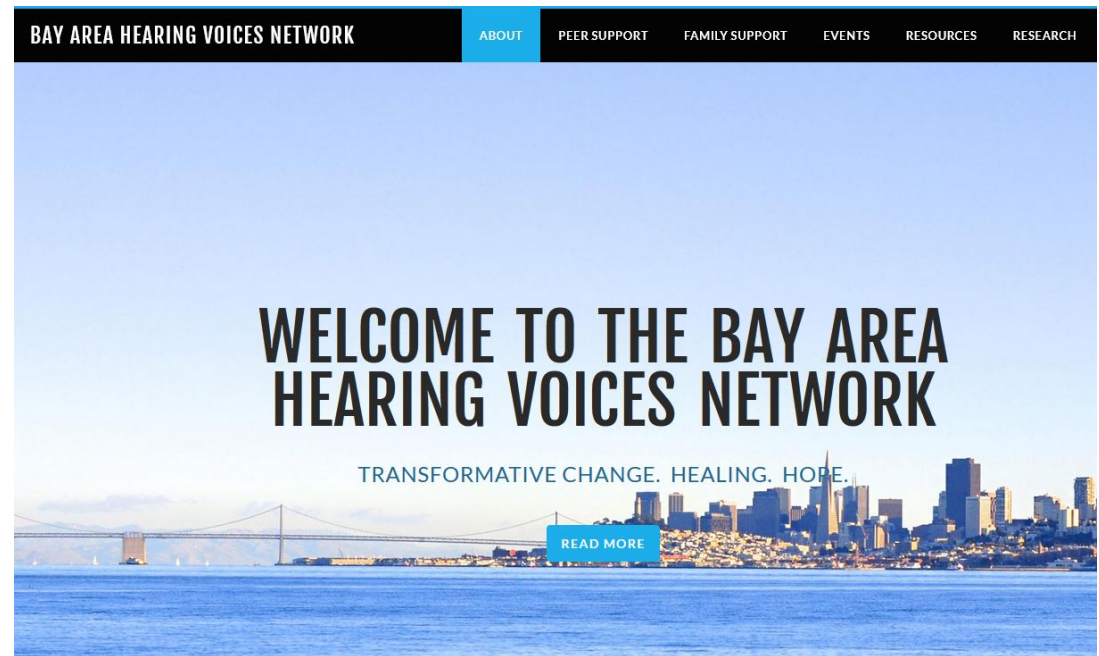 BAY AREA HEARING VOICES NETWORK
ABOUT
PEER SUPPORT
FAMILY SUPPORT
EVENTS
RESOURCES
RESEARCH
WELCOME TO THE BAY AREA
HEARING VOICES NETWORK
TRANSFORMATIVE CHANGE. HEALING. HOPE.
READ MORE